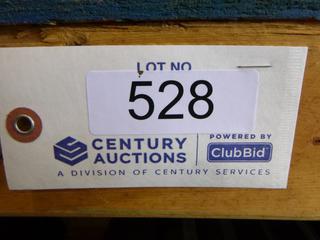 LOT NO
528
CENTURY
AUCTIONS
POWERED BY
ClubBid
A DIVISION OF CENTURY SERVICES